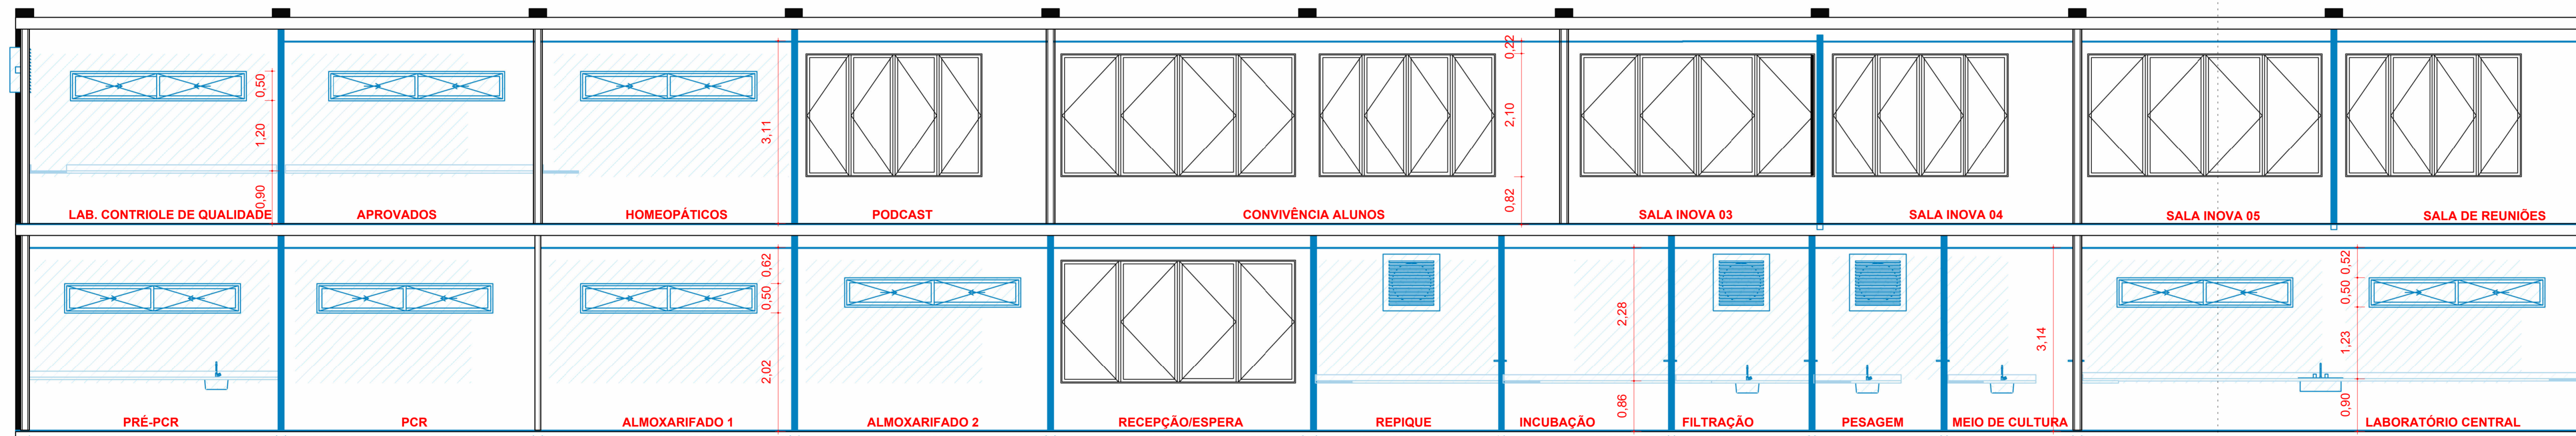 0,50
1,20
0,90
3,11
0,22
2,10
0,82
LAB. CONTRIOLE DE QUALIDADE
APROVADOS
HOMEOPÁTICOS
PODCAST
CONVIVÊNCIA ALUNOS
SALA INOVA 03
SALA INOVA 04
SALA INOVA 05
SALA DE REUNIÕES
0,62
0,50
2,02
2,28
0,86
3,14
0,52
0,50
1,23
0,90
PRÉ-PCR
PCR
ALMOXARIFADO 1
ALMOXARIFADO 2
RECEPÇÃO/ESPERA
REPIQUE
INCUBAÇÃO
FILTRAÇÃO
PESAGEM
MEIO DE CULTURA
LABORATÓRIO CENTRAL